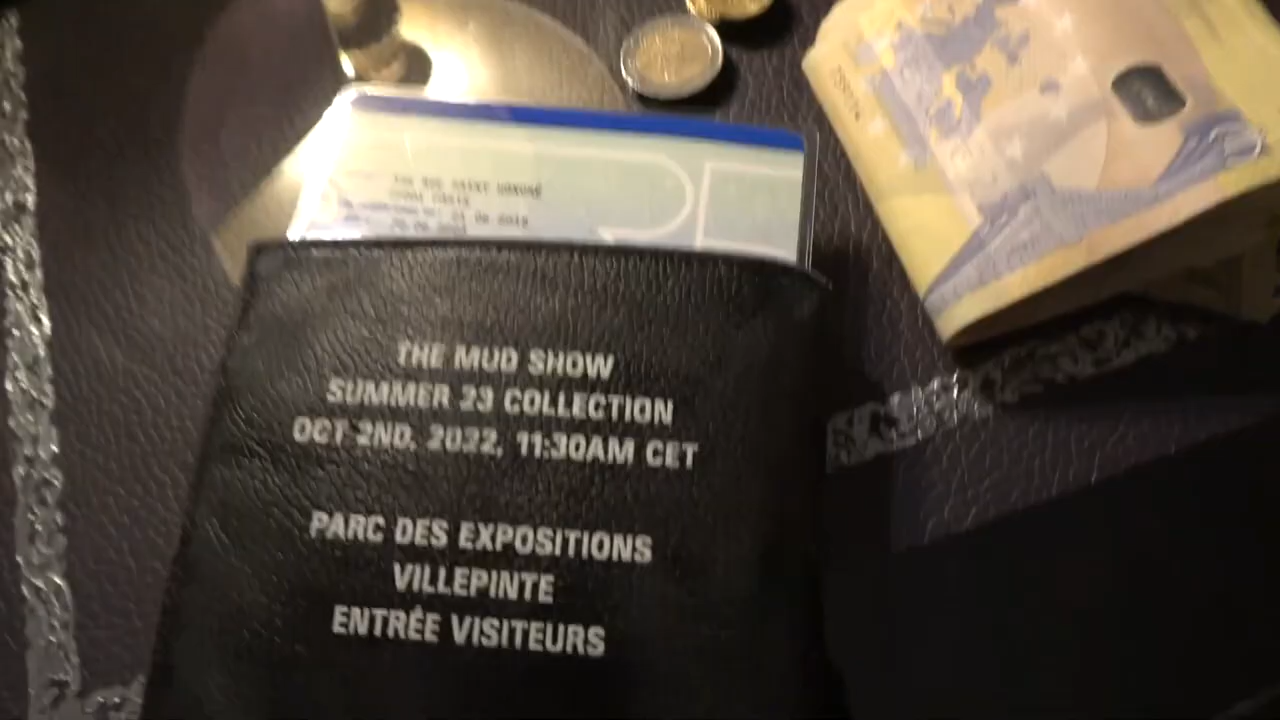 THE MUD SHOW
SUMMER 23 COLLECTION
OCT 2ND, 2022, 11:30AM CET
PARC DES EXPOSITIONS
VILLEPINTE
ENTRÉE VISITEURS